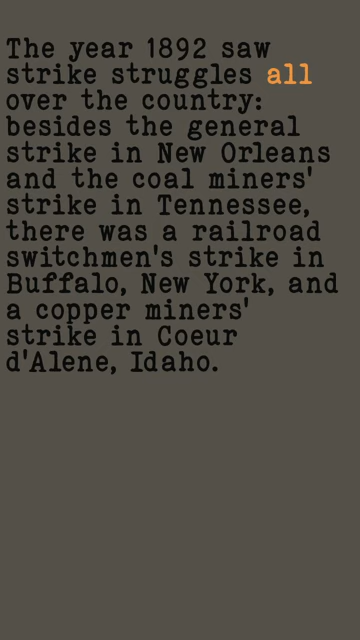 The year 1892 saw
strike struggles all
over the country:
besides the general
strike in New Orleans
and the coal miners'
strike in Tennessee,
there was a railroad
switchmen's strike in
Buffalo, New York, and
a copper miners'
strike in Coeur
d'Alene, Idaho.